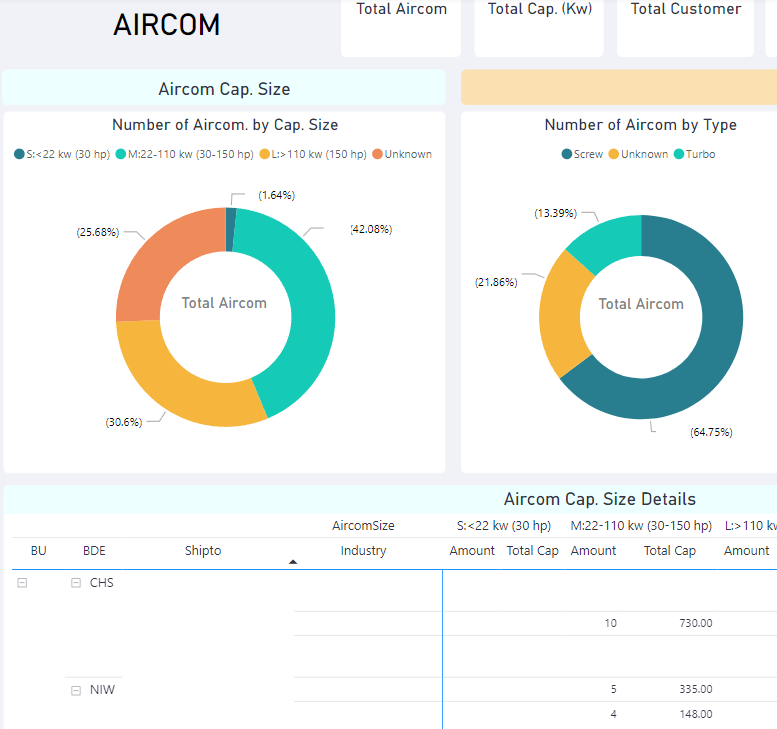 AIRCOM
Total Aircom
Total Cap. (Kw)
Total Customer
Aircom Cap. Size
Number of Aircom. by Cap. Size
S:<22 kw (30 hp) M:22-110 kw (30-150 hp) L:>110 kw (150 hp) Unknown
(1.64%)
(42.08%)
(25.68%)
Total Aircom
(30.6%)
Number of Aircom by Type
Screw Unknown Turbo
(13.39%)
(21.86%)
Total Aircom
(64.75%)
Aircom Cap. Size Details
AircomSize S:<22 kw (30 hp) M:22-110 kw (30-150 hp) L:>110 kw
BU BDE Shipto Industry Amount Total Cap Amount Total Cap Amount
CHS
10 730.00
NIW 5 335.00
4 148.00